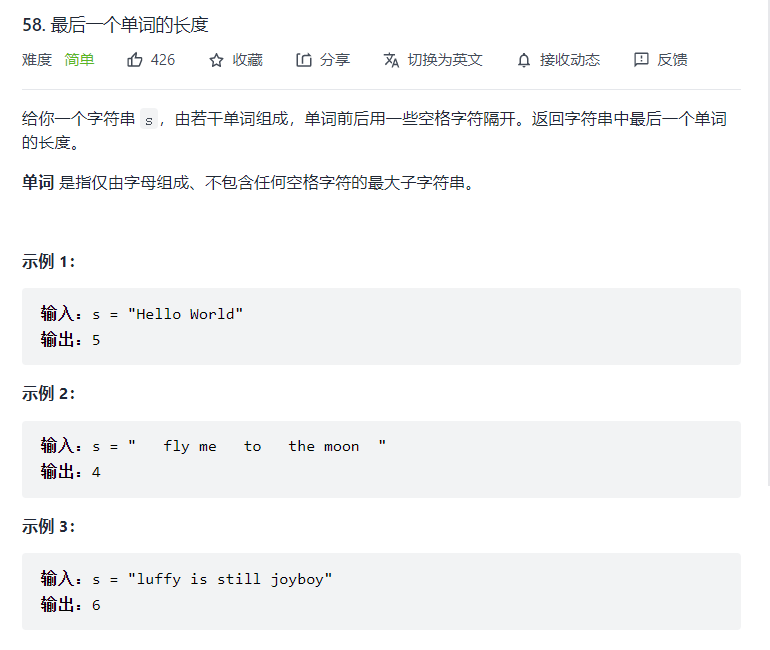 58. 最后一个单词的长度
难度 简单 426 收藏 分享 切换为英文 接收动态 反馈
给你一个字符串 s，由若干单词组成，单词前后用一些空格字符隔开。返回字符串中最后一个单词
的长度。
单词 是指仅由字母组成、不包含任何空格字符的最大子字符串。
示例 1：
输入：s = "Hello World"
输出：5
示例 2：
输入：s = "   fly me   to   the moon  "
输出：4
示例 3：
输入：s = "luffy is still joyboy"
输出：6